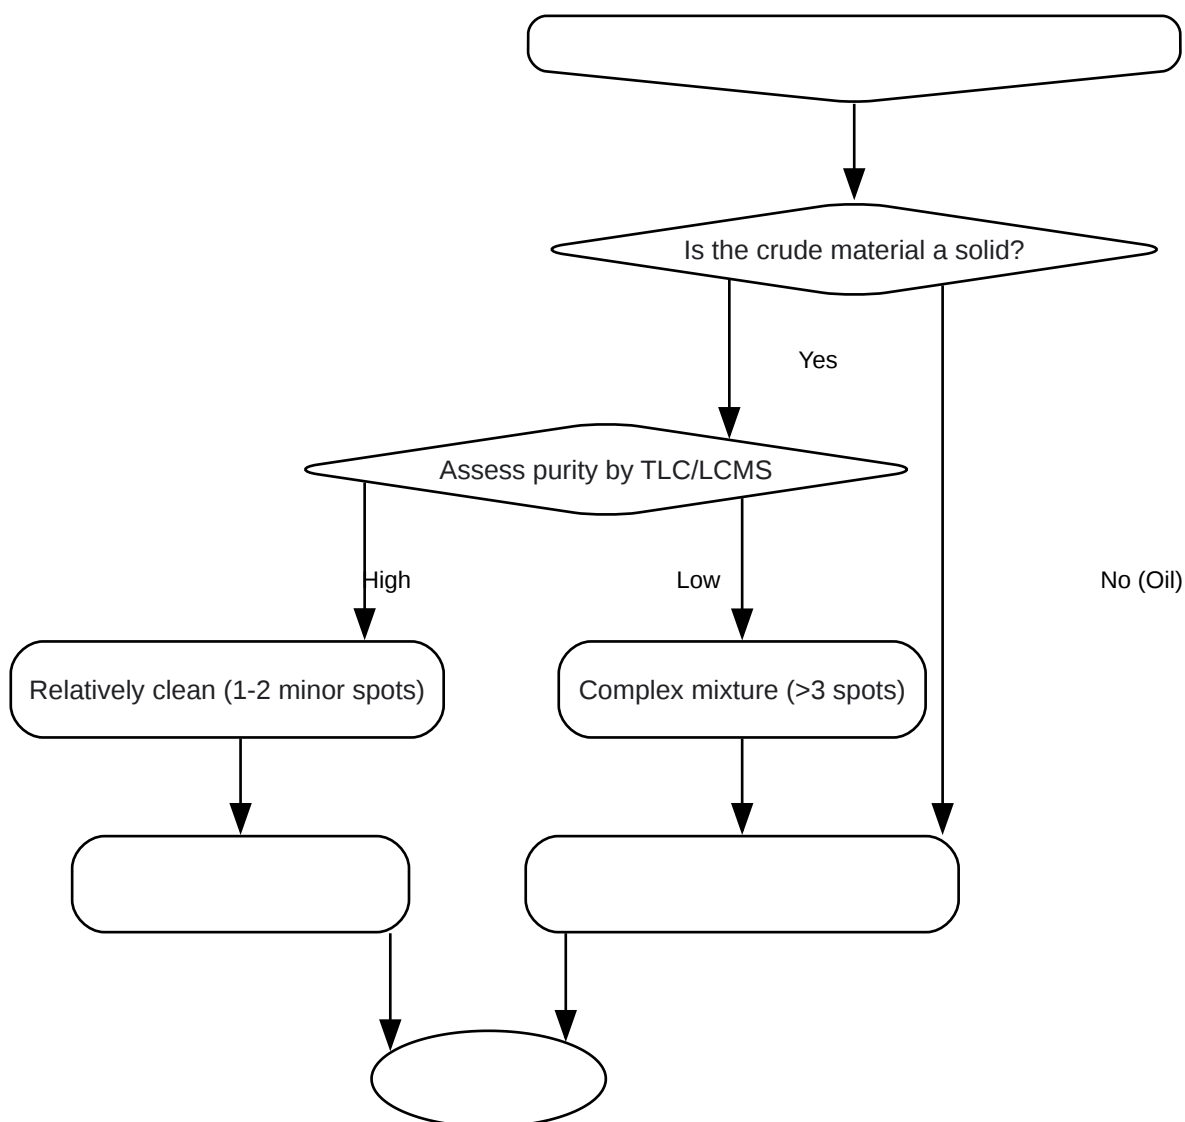 Is the crude material a solid?
Yes
Assess purity by TLC/LCMS
High
Low
No (Oil)
Relatively clean (1-2 minor spots)
Complex mixture (>3 spots)